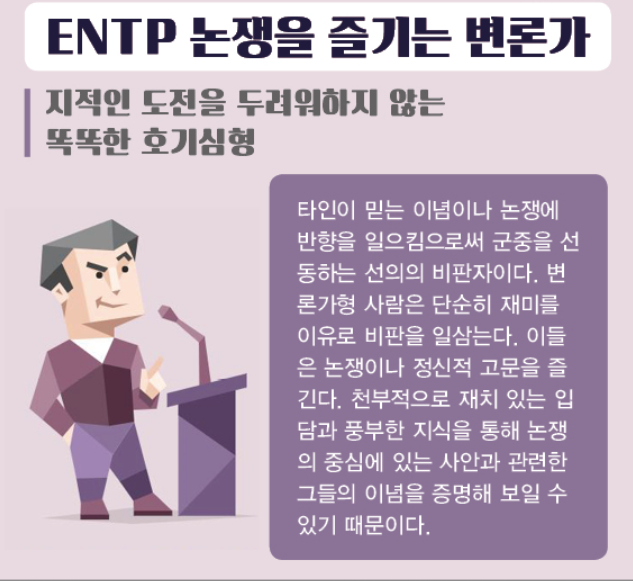 ENTP 논쟁을 즐기는 변론가
지적인 도전을 두려워하지 않는
똑똑한 호기심형
타인이 믿는 이념이나 논쟁에
반향을 일으킴으로써 군중을 선
동하는 선의의 비판자이다. 변
론가형 사람은 단순히 재미를
이유로 비판을 일삼는다. 이들
은 논쟁이나 정신적 고문을 즐
긴다. 천부적으로 재치 있는 입
담과 풍부한 지식을 통해 논쟁
의 중심에 있는 사안과 관련한
그들의 이념을 증명해 보일 수
있기 때문이다.